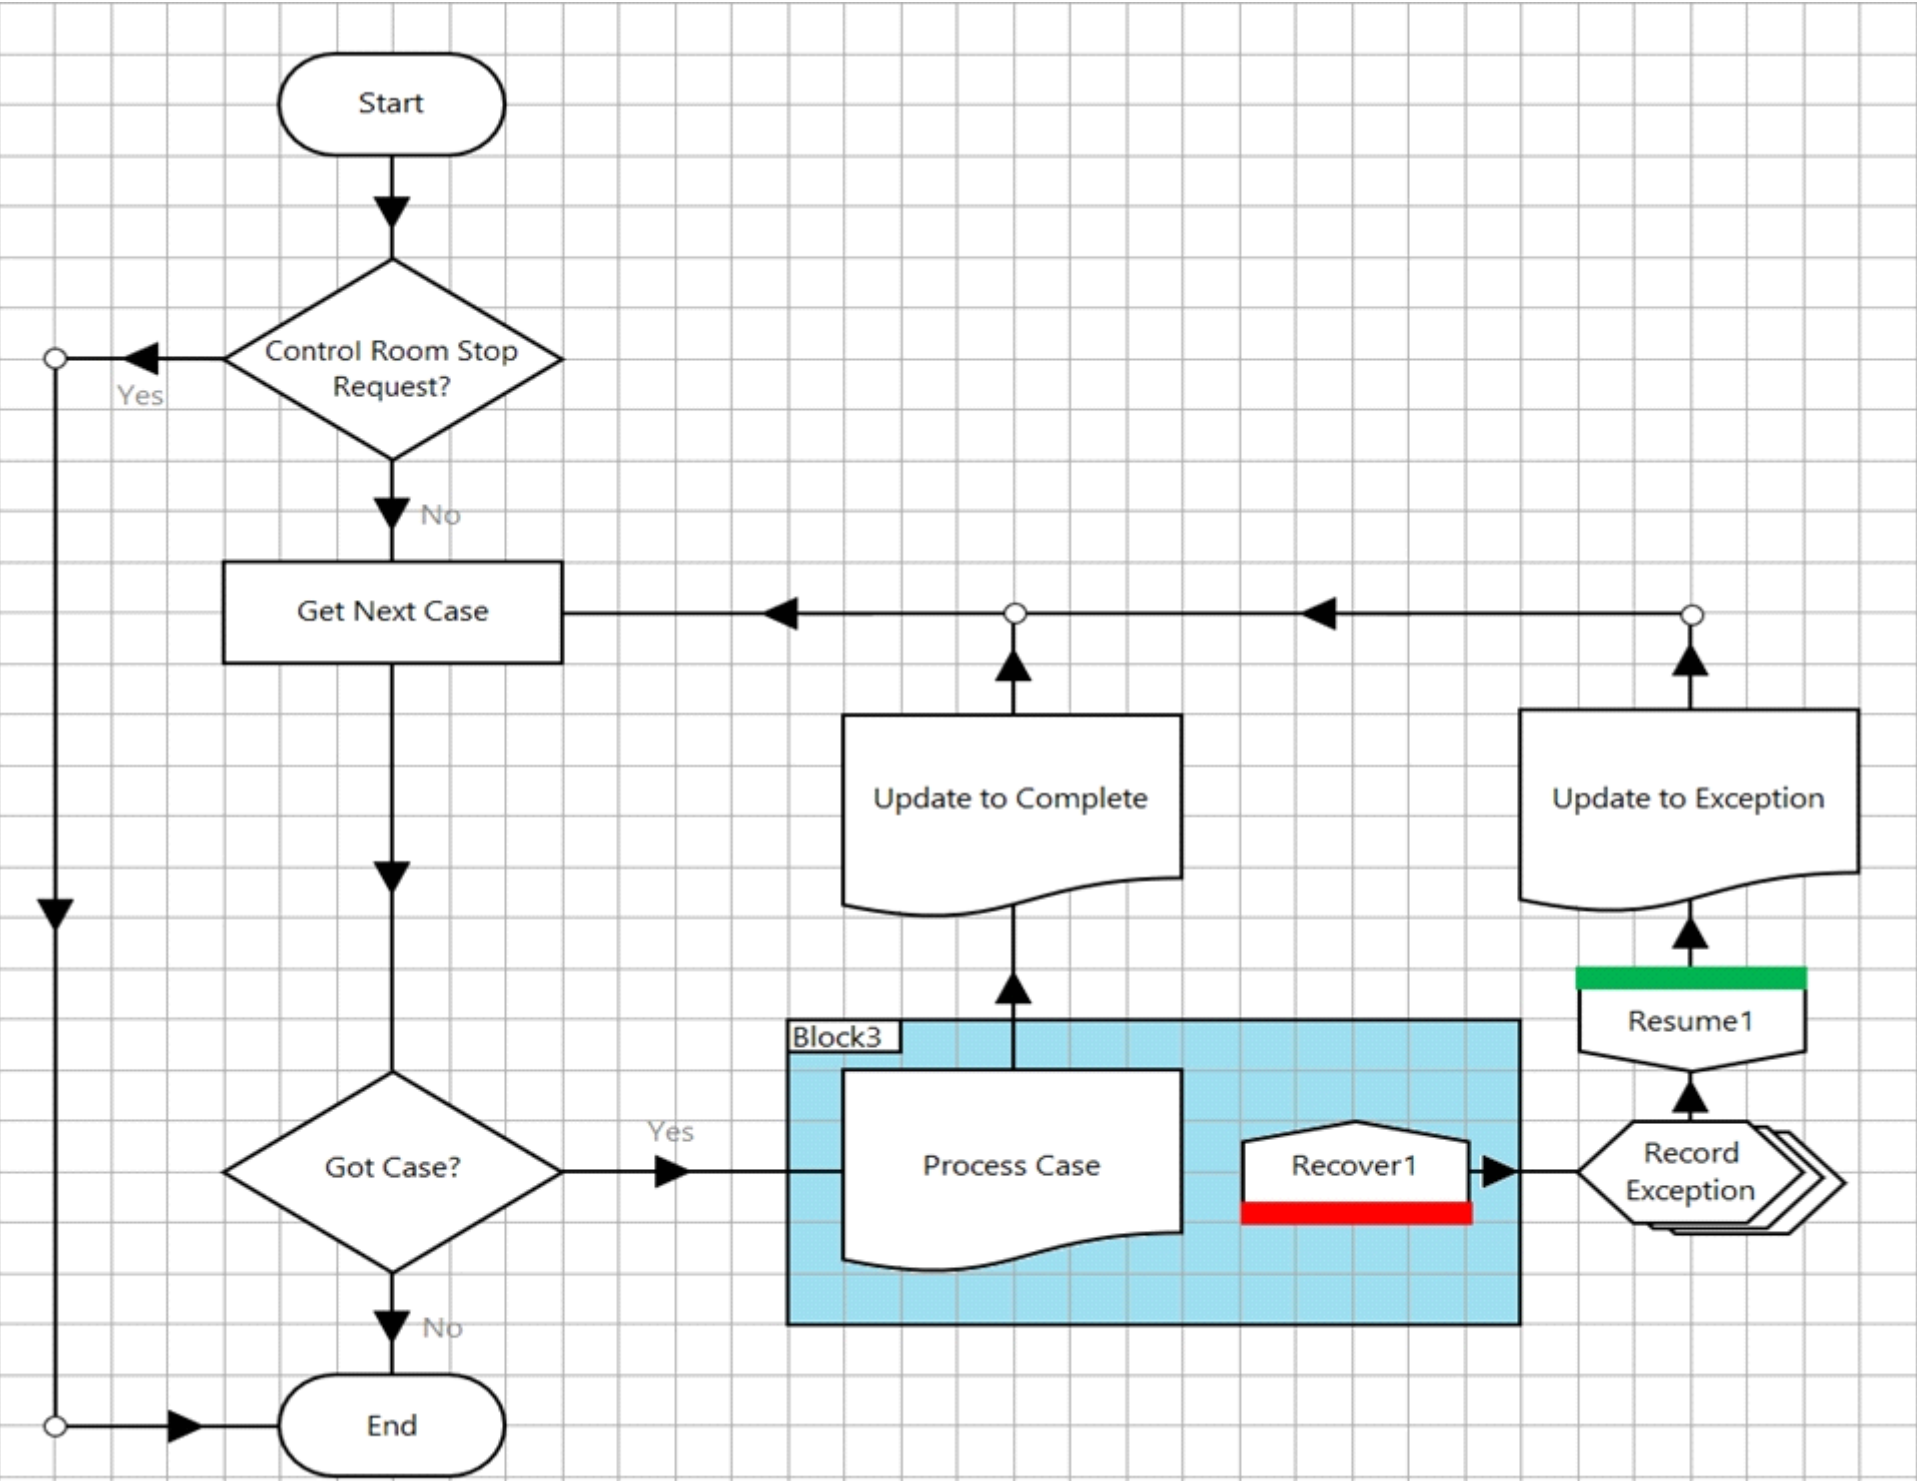 Start
Control Room Stop
Request?
Yes
No
Get Next Case
Update to Complete
Update to Exception
Block3
Resume1
Yes
Got Case?
Process Case
Recover1
Record
Exception
No
End